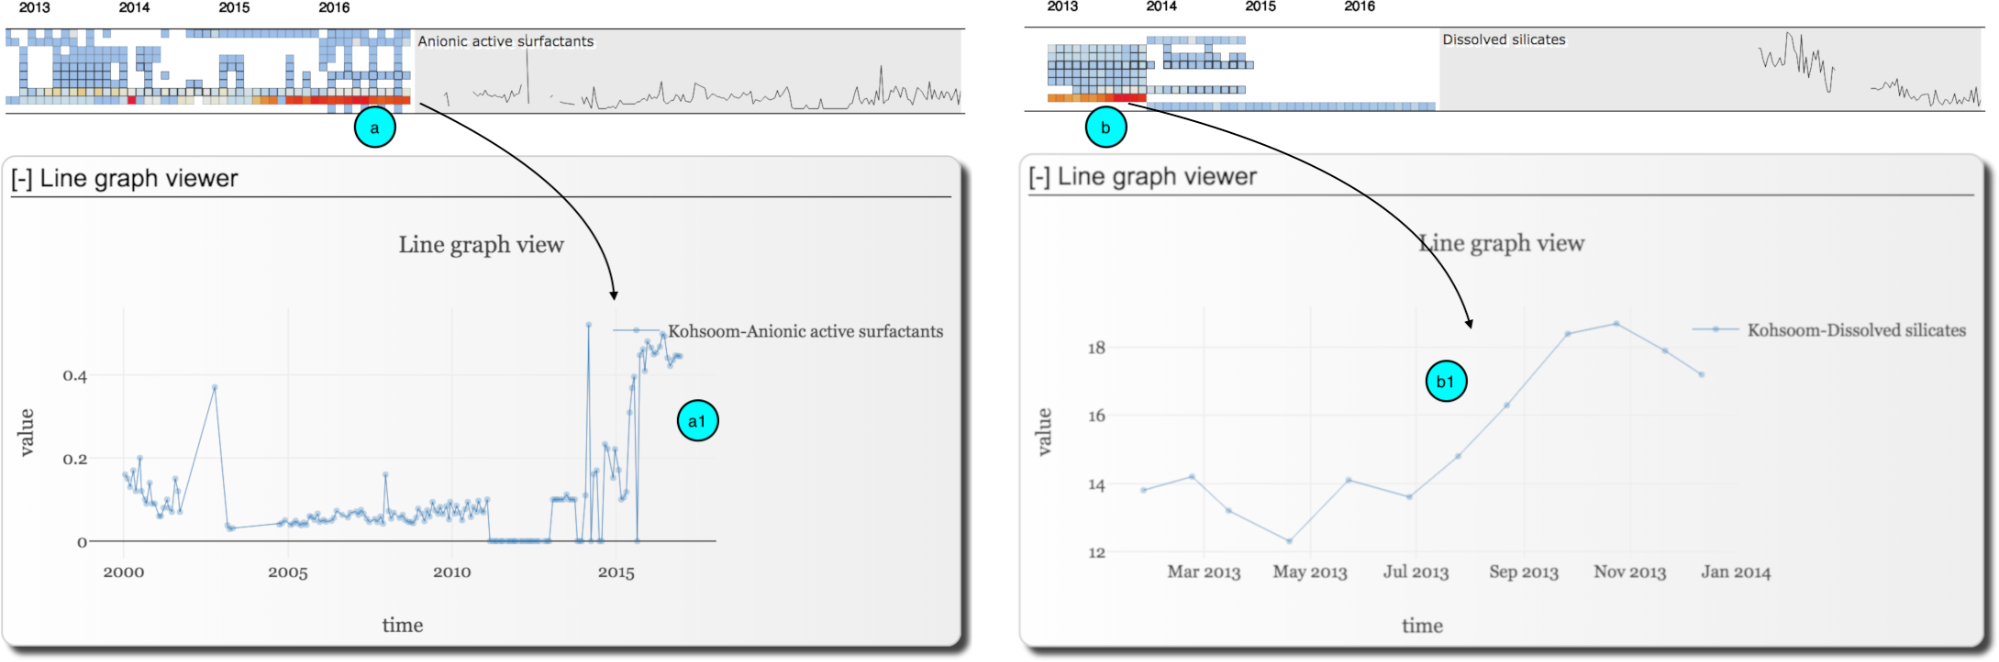 2013 2014 2015 2016
Anionic active surfactants
a
[-] Line graph viewer
Line graph view
Kohsoom-Anionic active surfactants
0.4
a1
value
0.2
0
2000 2005 2010 2015
time
2013 2014 2015 2016
Dissolved silicates
b
[-] Line graph viewer
Line graph view
Kohsoom-Dissolved silicates
18
b1
16
value
14
12
Mar 2013 May 2013 Jul 2013 Sep 2013 Nov 2013 Jan 2014
time